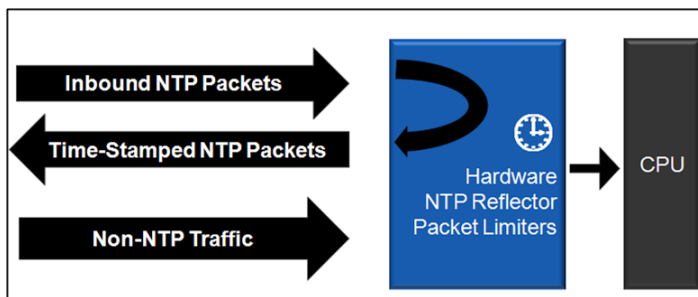 Inbound NTP Packets
Time-Stamped NTP Packets
Non-NTP Traffic
Hardware
NTP Reflector
Packet Limiters
CPU